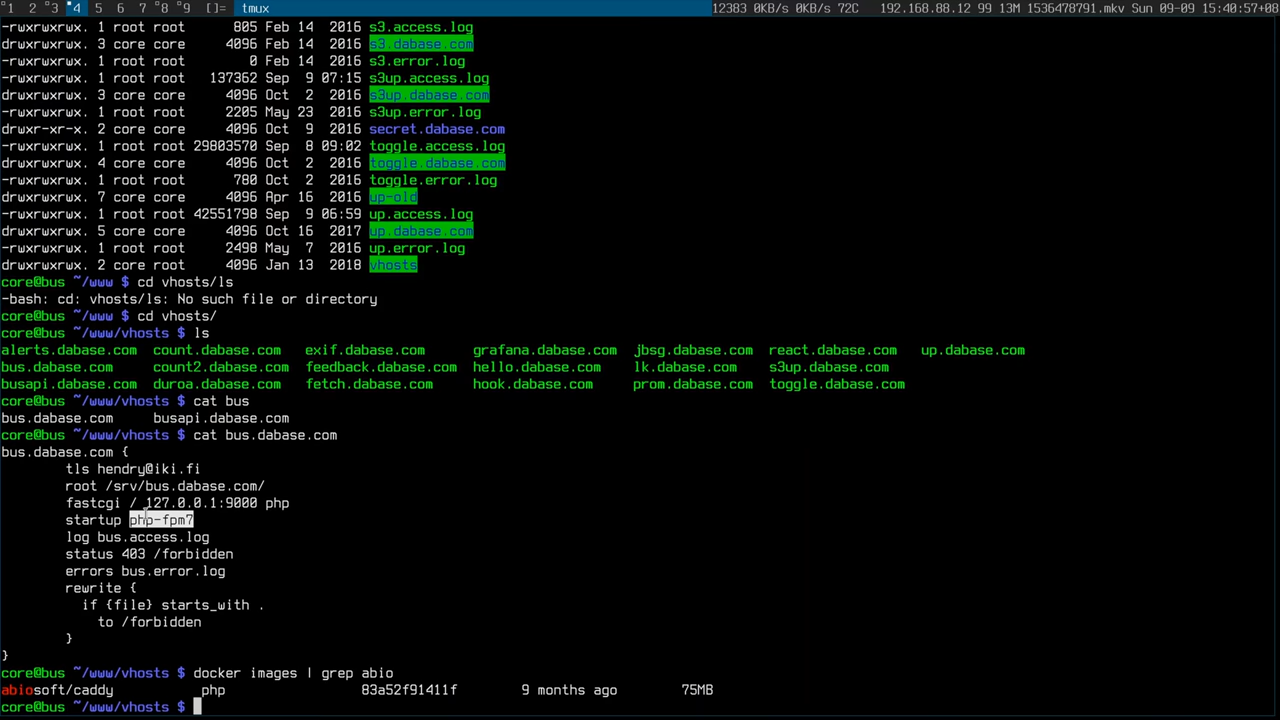 1 2 3 4 5 6 7 8 9 []= tmux 12383 0KB/s 0KB/s 72C 192.168.88.12 99 13M 1536478791.mkv Sun 09-09 15:40:57+08
-rwxrwxrwx. 1 root root 805 Feb 14 2016 s3.access.log
drwxrwxrwx. 3 core core 4096 Feb 14 2016 s3.dabase.com
-rwxrwxrwx. 1 root root 0 Feb 14 2016 s3.error.log
-rwxrwxrwx. 1 root root 137362 Sep 9 07:15 s3up.access.log
drwxrwxrwx. 3 core core 4096 Oct 2 2016 s3up.dabase.com
-rwxrwxrwx. 1 root root 2205 May 23 2016 s3up.error.log
drwxr-xr-x. 2 core core 4096 Oct 9 2016 secret.dabase.com
-rwxrwxrwx. 1 root root 29803570 Sep 8 09:02 toggle.access.log
drwxrwxrwx. 4 core core 4096 Oct 2 2016 toggle.dabase.com
-rwxrwxrwx. 1 root root 780 Oct 2 2016 toggle.error.log
drwxrwxrwx. 7 core core 4096 Apr 16 2016 up-old
-rwxrwxrwx. 1 root root 42551798 Sep 9 06:59 up.access.log
drwxrwxrwx. 5 core core 4096 Oct 16 2017 up.dabase.com
-rwxrwxrwx. 1 root root 2498 May 7 2016 up.error.log
drwxrwxrwx. 2 core root 4096 Jan 13 2018 vhosts
core@bus ~/www $ cd vhosts/ls
-bash: cd: vhosts/ls: No such file or directory
core@bus ~/www $ cd vhosts/
core@bus ~/www/vhosts $ ls
alerts.dabase.com count.dabase.com exif.dabase.com grafana.dabase.com jbsg.dabase.com react.dabase.com up.dabase.com
bus.dabase.com count2.dabase.com feedback.dabase.com hello.dabase.com lk.dabase.com s3up.dabase.com
busapi.dabase.com duroa.dabase.com fetch.dabase.com hook.dabase.com prom.dabase.com toggle.dabase.com
core@bus ~/www/vhosts $ cat bus
bus.dabase.com busapi.dabase.com
core@bus ~/www/vhosts $ cat bus.dabase.com
bus.dabase.com {
tls hendry@iki.fi
root /srv/bus.dabase.com/
fastcgi / 127.0.0.1:9000 php
startup php-fpm7
log bus.access.log
status 403 /forbidden
errors bus.error.log
rewrite {
if {file} starts_with .
to /forbidden
}
}
core@bus ~/www/vhosts $ docker images | grep abio
abiosoft/caddy php 83a52f91411f 9 months ago 75MB
core@bus ~/www/vhosts $